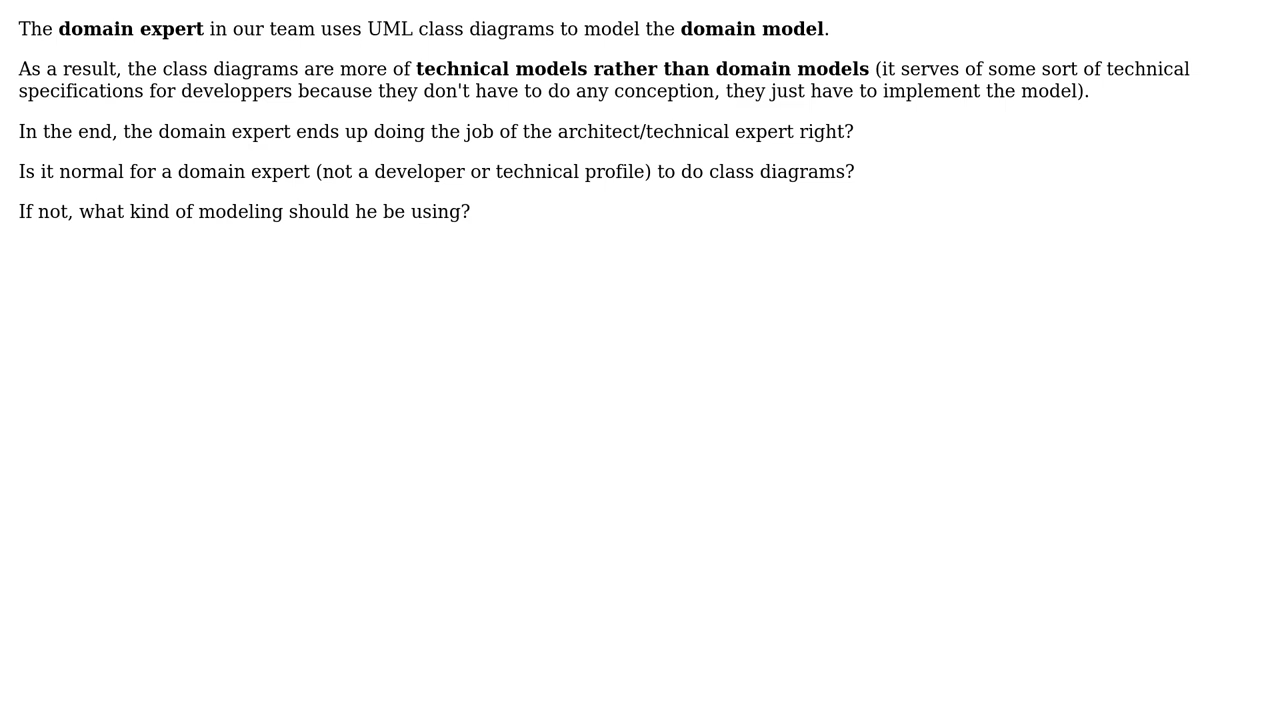 The domain expert in our team uses UML class diagrams to model the domain model.
As a result, the class diagrams are more of technical models rather than domain models (it serves of some sort of technical
specifications for developpers because they don't have to do any conception, they just have to implement the model).
In the end, the domain expert ends up doing the job of the architect/technical expert right?
Is it normal for a domain expert (not a developer or technical profile) to do class diagrams?
If not, what kind of modeling should he be using?